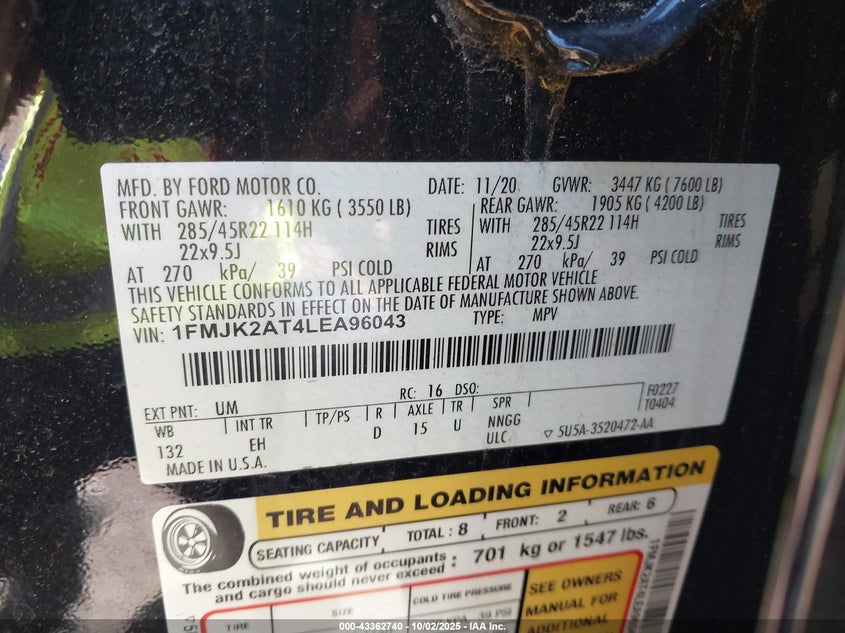 MFD. BY FORD MOTOR CO. DATE: 11/20 GVWR: 3447 KG ( 7600 LB)
FRONT GAWR: 1610 KG ( 3550 LB) REAR GAWR: 1905 KG ( 4200 LB)
WITH 285/45R22 114H TIRES WITH 285/45R22 114H TIRES
22x9.5J RIMS 22x9.5J RIMS
AT 270 kPa/ 39 PSI COLD AT 270 kPa/ 39 PSI COLD
THIS VEHICLE CONFORMS TO ALL APPLICABLE FEDERAL MOTOR VEHICLE
SAFETY STANDARDS IN EFFECT ON THE DATE OF MANUFACTURE SHOWN ABOVE.
VIN: 1FMJK2AT4LEA96043 TYPE: MPV
EXT PNT: UM RC: 16 DSO: F0227
WB INT TR TP/PS R AXLE TR SPR T0404
132 EH D 15 U NNGG
ULC ▽ 5U5A-3520472-AA
MADE IN U.S.A.
TIRE AND LOADING INFORMATION
SEATING CAPACITY TOTAL : 8 FRONT: 2 REAR: 6
The combined weight of occupants : 701 kg or 1547 lbs.
and cargo should never exceed
TIRE SIZE COLD TIRE PRESSURE
39 PSI
SEE OWNERS
MANUAL FOR
ADDITIONAL
000-43362740 - 10/02/2025 - IAA Inc.